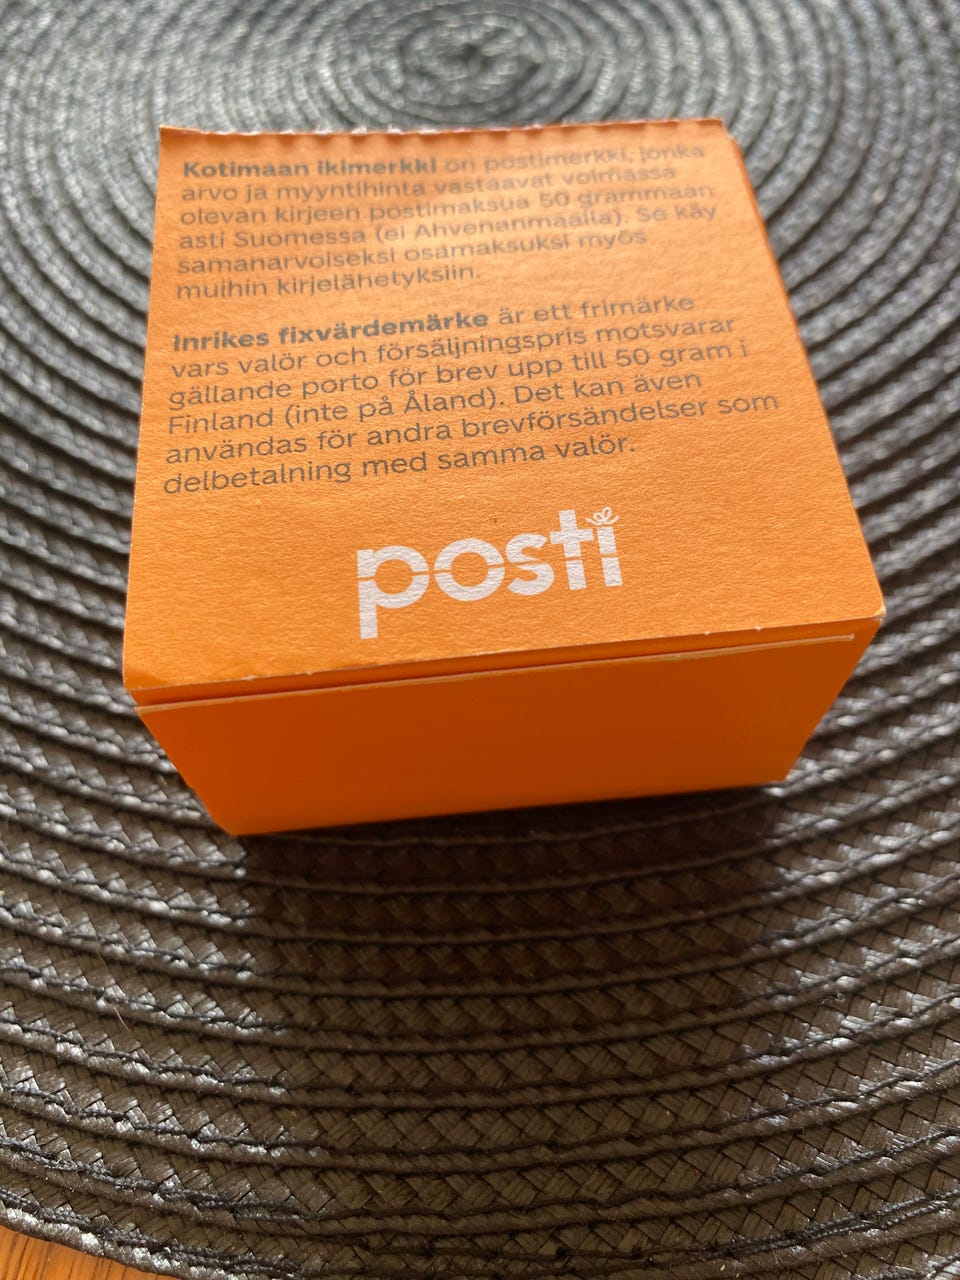 Kotimaan ikimerkki on postimerkki, jonka
arvo ja myyntihinta vastaavat voimassa
olevan kirjeen postimaksua 50 grammaan
asti Suomessa (ei Ahvenanmaalla). Se käy
samanarvoiseksi osamaksuksi myös
muihin kirjelähetyksiin.
Inrikes fixvärdemärke är ett frimärke
vars valör och försäljningspris motsvarar
gällande porto för brev upp till 50 gram i
Finland (inte på Åland). Det kan även
användas för andra brevförsändelser som
delbetalning med samma valör.
posti